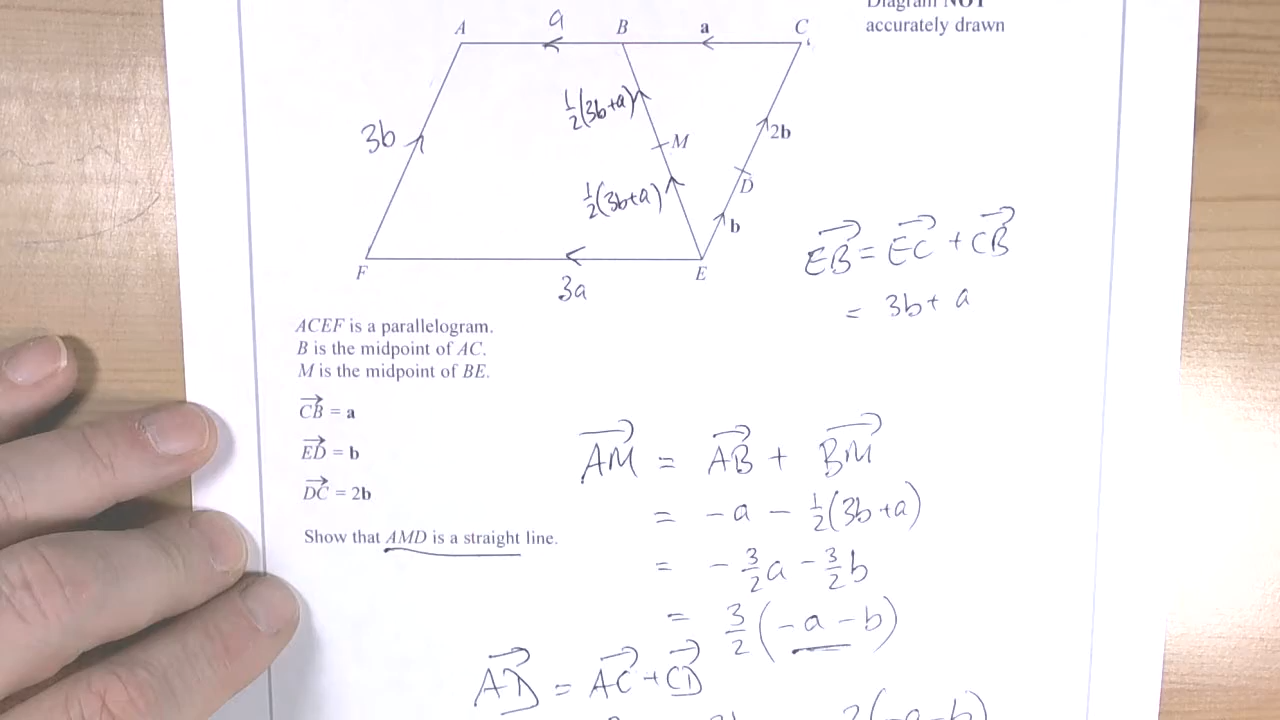 Diagram NOT
accurately drawn
A a B a C
½(3b+a)
3b M 2b
½(3b+a) D
b
F E
3a
EB = EC + CB
= 3b + a
ACEF is a parallelogram.
B is the midpoint of AC.
M is the midpoint of BE.
CB = a
ED = b
DC = 2b
Show that AMD is a straight line.
AM = AB + BM
= -a - ½(3b+a)
= -3/2a - 3/2b
= 3/2(-a-b)
AD = AC + CD
(-a-b)